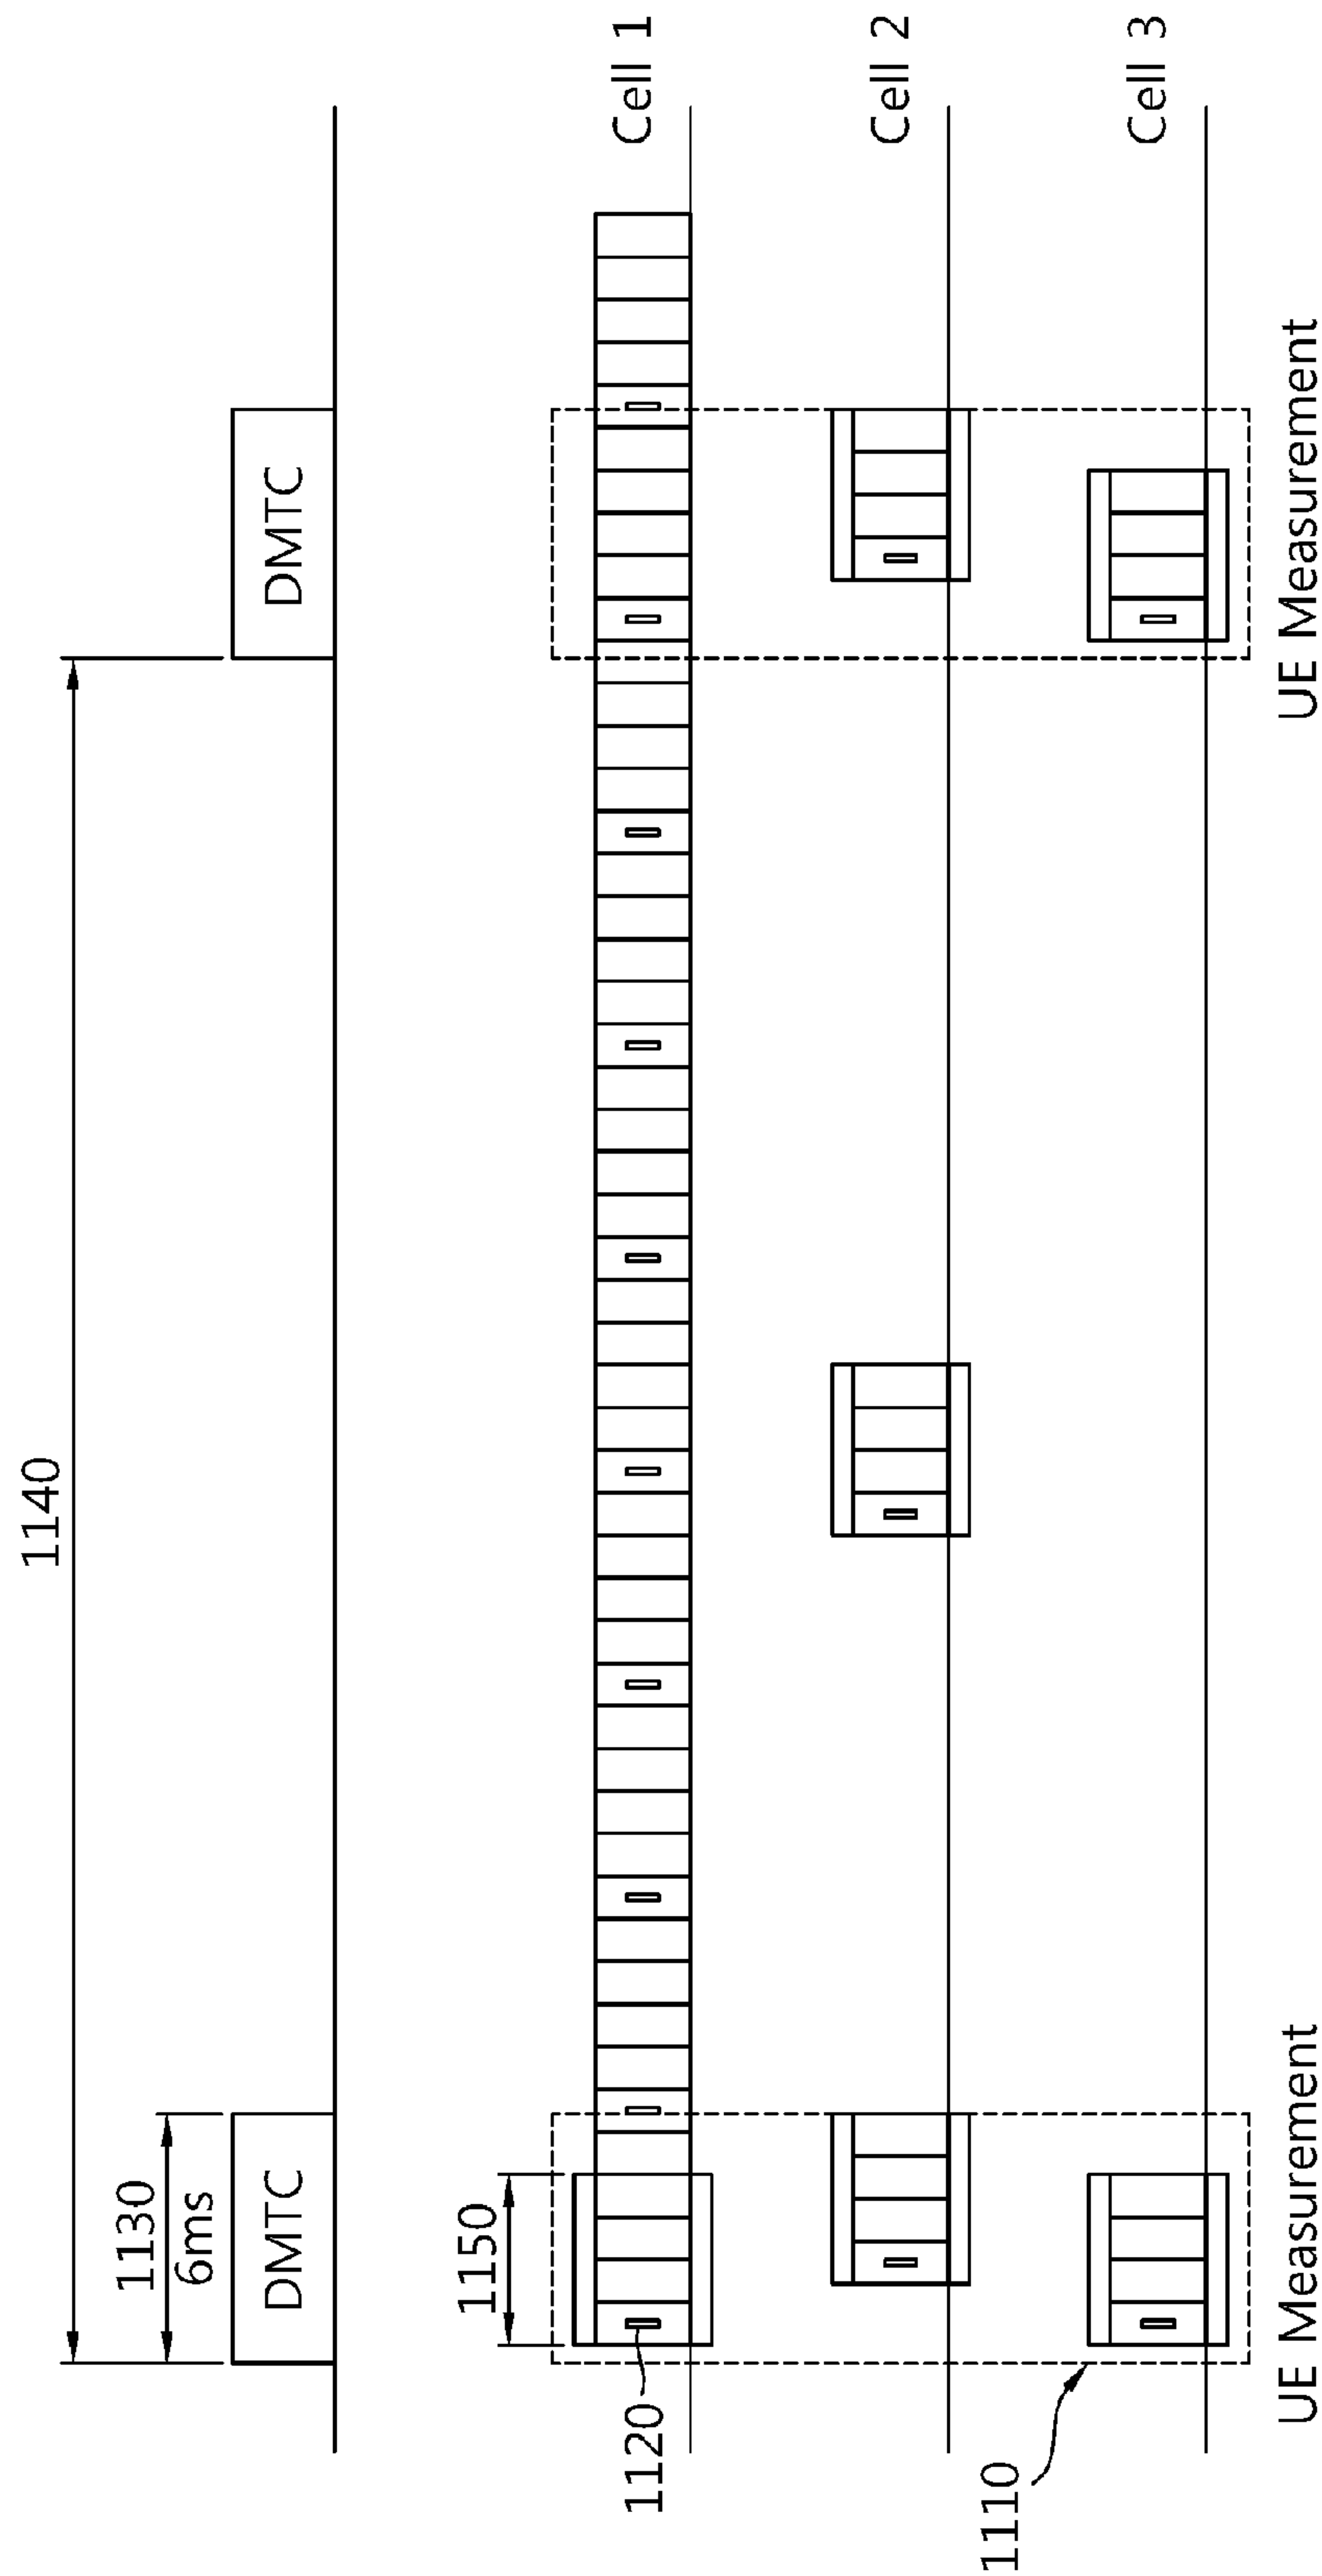 1140
1130
6ms
DMTC
DMTC
1150
1120
Cell 1
Cell 2
Cell 3
1110
UE Measurement
UE Measurement